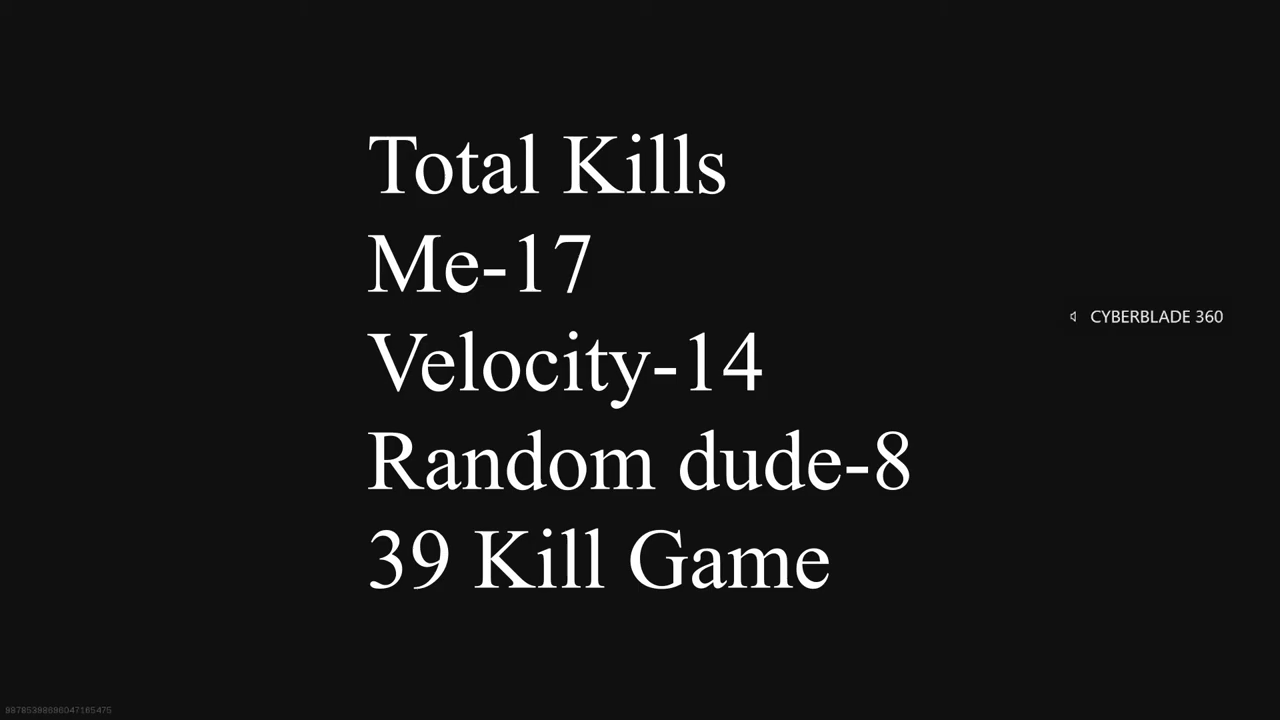 Total Kills
Me-17
Velocity-14
Random dude-8
39 Kill Game
CYBERBLADE 360